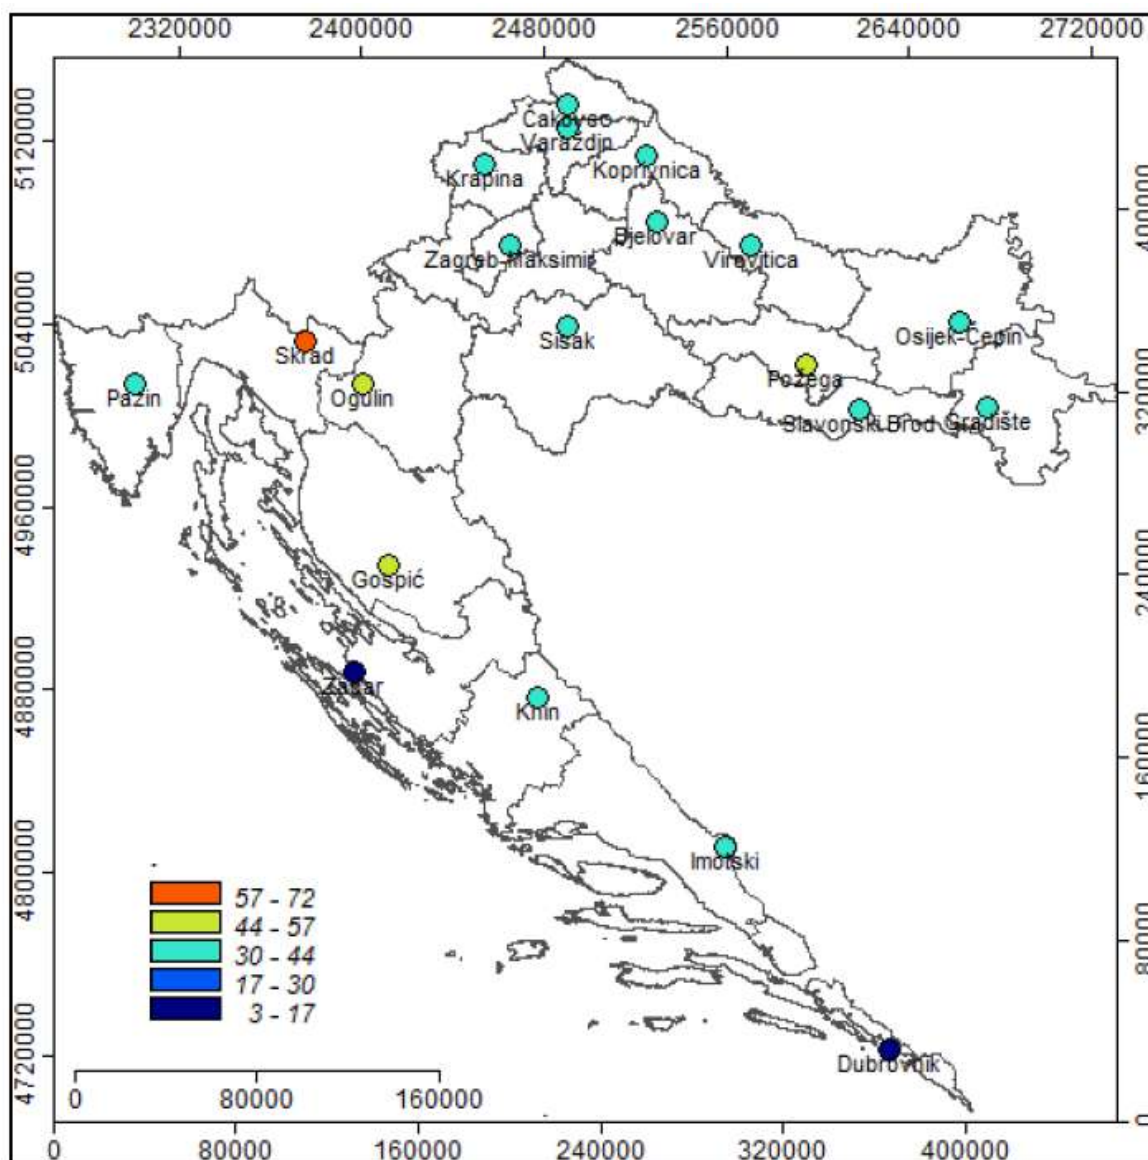 2320000 2400000 2480000 2560000 2640000 2720000
5120000
5040000
4960000
4880000
4800000
4720000
400000
320000
240000
160000
80000
0
Čakovec
Varaždin
Krapina
Koprivnica
Bjelovar
Zagreb-Maksimir
Virovitica
Osijek-Čepin
Sisak
Skrad
Pazin
Ogulin
Požega
Slavonski Brod
Gradište
Gospić
Zadar
Knin
Imotski
Dubrovnik
57 - 72
44 - 57
30 - 44
17 - 30
3 - 17
0 80000 160000
0 80000 160000 240000 320000 400000